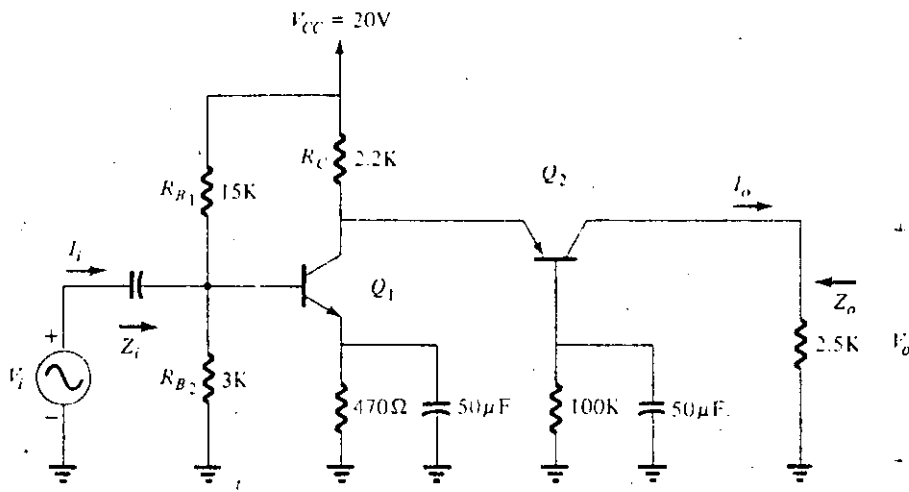 V_CC = 20V
R_C
2.2K
Q_2
R_B1
15K
I_o
I_i
Q_1
Z_i
Z_o
+
V_i
−
R_B2
3K
470Ω
50μF
100K
50μF
2.5K
V_o